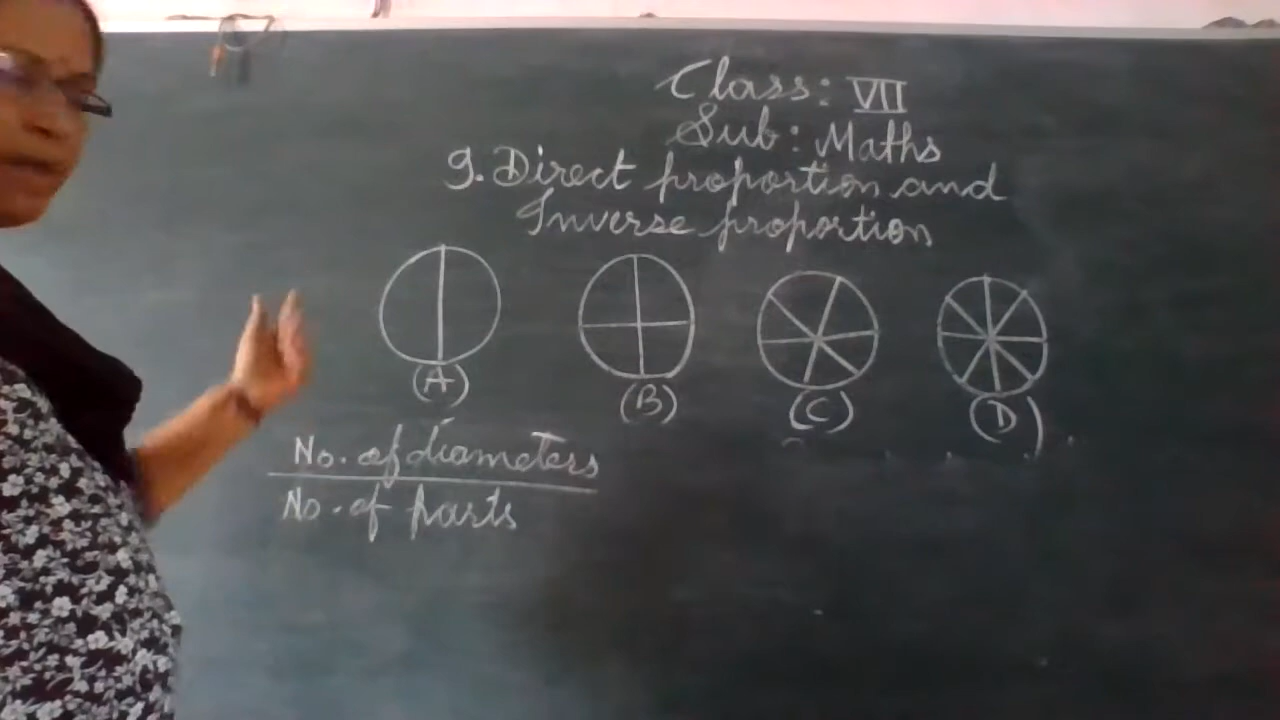 Class: VII
Sub: Maths
9. Direct proportion and
Inverse proportion
(A) (B) (C) (D)
No. of diameters
No. of parts